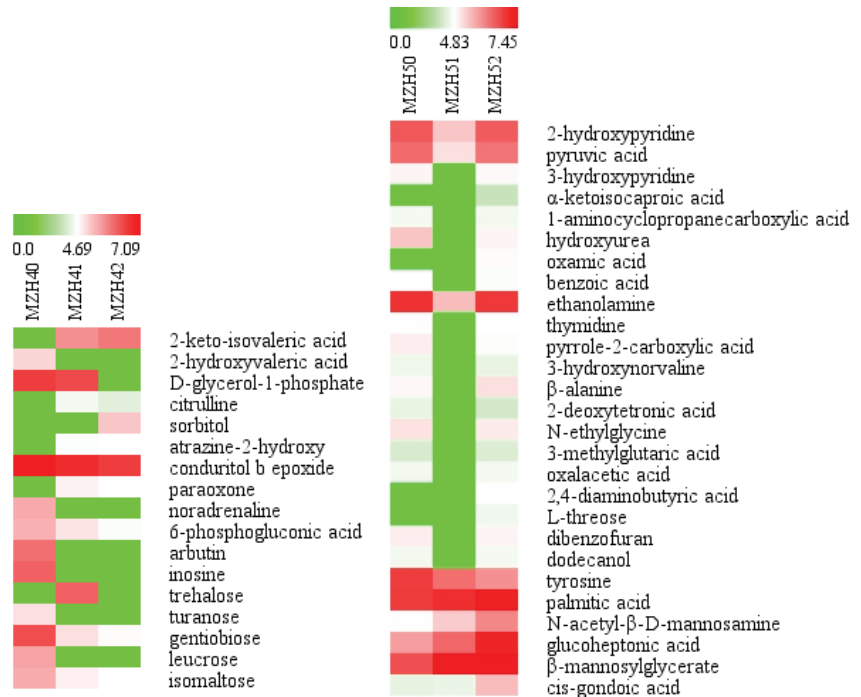 0.0 4.69 7.09
MZH40 MZH41 MZH42
2-keto-isovaleric acid
2-hydroxyvaleric acid
D-glycerol-1-phosphate
citrulline
sorbitol
atrazine-2-hydroxy
conduritol b epoxide
paraoxone
noradrenaline
6-phosphogluconic acid
arbutin
inosine
trehalose
turanose
gentiobiose
leucrose
isomaltose
0.0 4.83 7.45
MZH50 MZH51 MZH52
2-hydroxypyridine
pyruvic acid
3-hydroxypyridine
α-ketoisocaproic acid
1-aminocyclopropanecarboxylic acid
hydroxyurea
oxamic acid
benzoic acid
ethanolamine
thymidine
pyrrole-2-carboxylic acid
3-hydroxynorvaline
β-alanine
2-deoxytetronic acid
N-ethylglycine
3-methylglutaric acid
oxalacetic acid
2,4-diaminobutyric acid
L-threose
dibenzofuran
dodecanol
tyrosine
palmitic acid
N-acetyl-β-D-mannosamine
glucoheptonic acid
β-mannosylglycerate
cis-gondoic acid